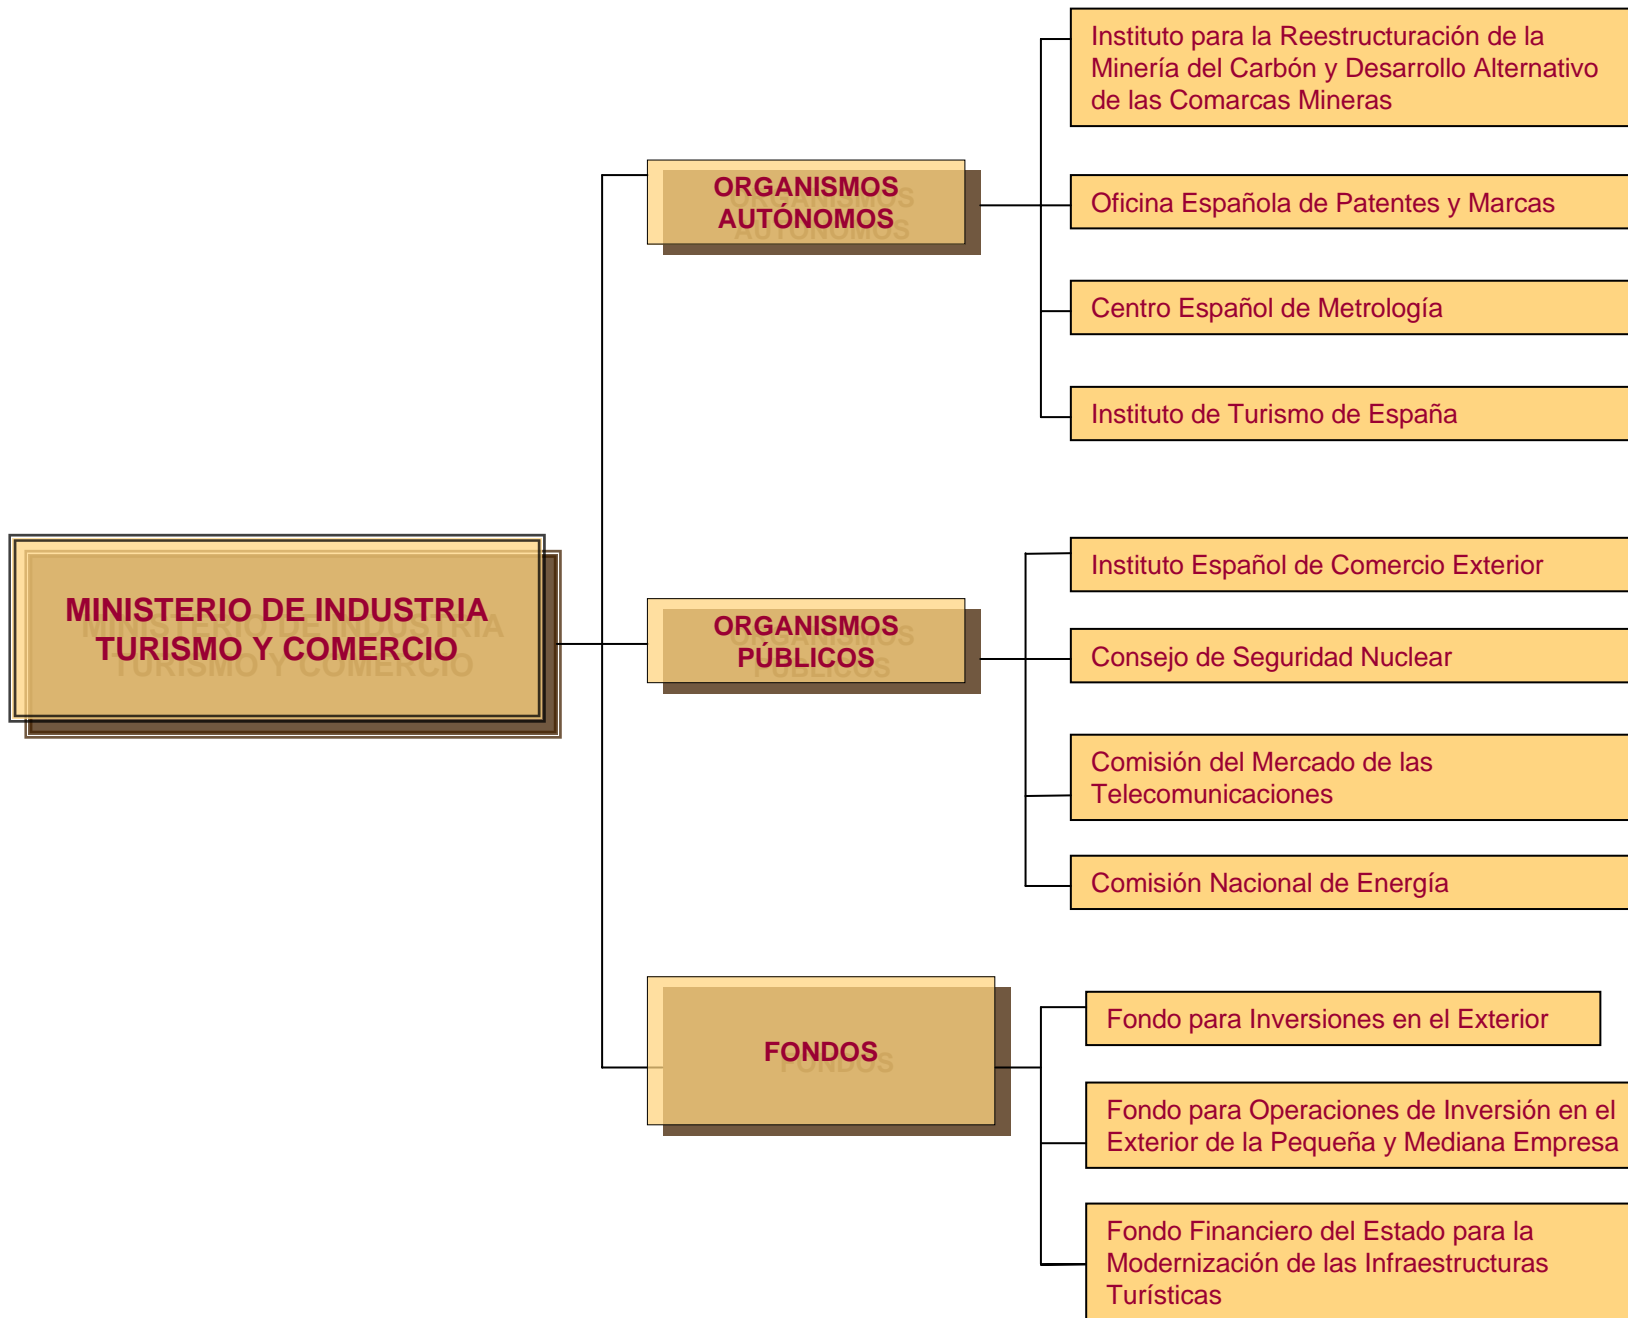 Instituto para la Reestructuración de la
Minería del Carbón y Desarrollo Alternativo
de las Comarcas Mineras
ORGANISMOS
AUTÓNOMOS
Oficina Española de Patentes y Marcas
Centro Español de Metrología
Instituto de Turismo de España
MINISTERIO DE INDUSTRIA
TURISMO Y COMERCIO
ORGANISMOS
PÚBLICOS
Instituto Español de Comercio Exterior
Consejo de Seguridad Nuclear
Comisión del Mercado de las
Telecomunicaciones
Comisión Nacional de Energía
FONDOS
Fondo para Inversiones en el Exterior
Fondo para Operaciones de Inversión en el
Exterior de la Pequeña y Mediana Empresa
Fondo Financiero del Estado para la
Modernización de las Infraestructuras
Turísticas